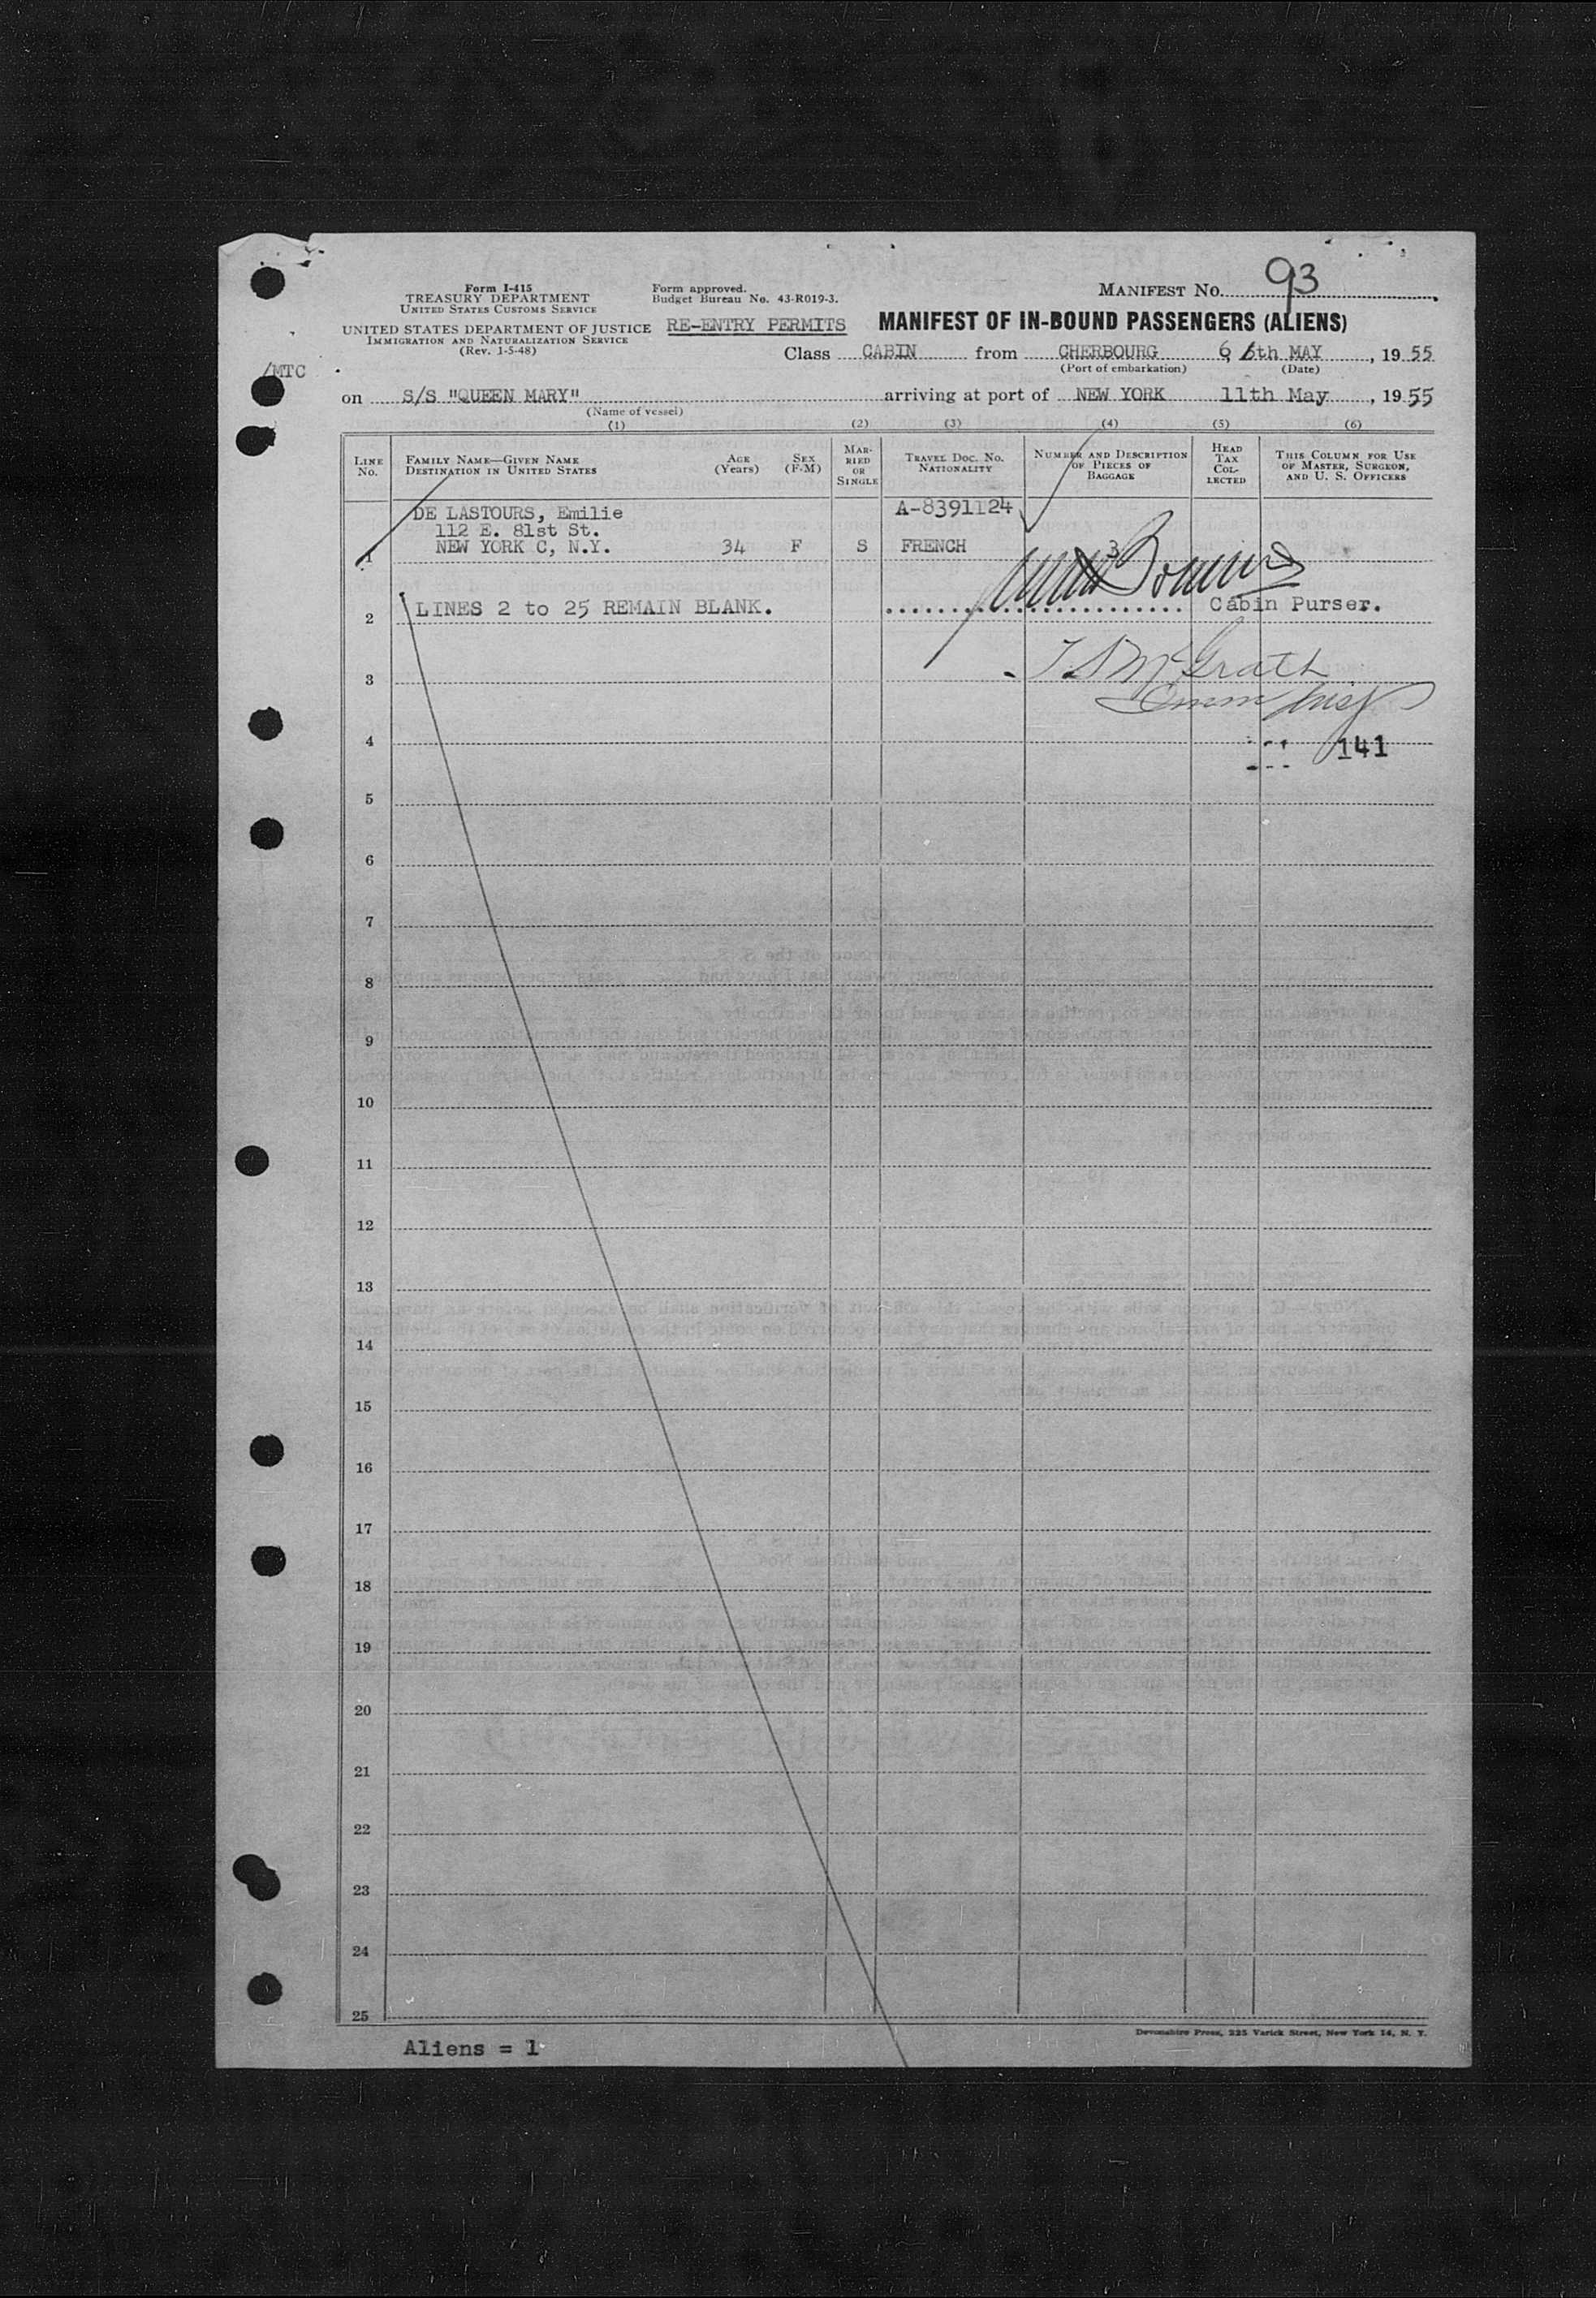 Form I-415
TREASURY DEPARTMENT
UNITED STATES CUSTOMS SERVICE
Form approved.
Budget Bureau No. 43-R019-3.
MANIFEST NO. 93
UNITED STATES DEPARTMENT OF JUSTICE
IMMIGRATION AND NATURALIZATION SERVICE
(Rev. 1-5-48)
RE-ENTRY PERMITS
MANIFEST OF IN-BOUND PASSENGERS (ALIENS)
Class CABIN from CHERBOURG 6 th MAY, 1955
(Port of embarkation) (Date)
/MTC
on S/S "QUEEN MARY" arriving at port of NEW YORK 11th May, 1955
(Name of vessel)
(1) (2) (3) (4) (5) (6)
LINE No.
FAMILY NAME—GIVEN NAME
DESTINATION IN UNITED STATES
AGE (Years)
SEX (F-M)
MARRIED OR SINGLE
TRAVEL DOC. NO.
NATIONALITY
NUMBER AND DESCRIPTION OF PIECES OF BAGGAGE
HEAD TAX COLLECTED
THIS COLUMN FOR USE OF MASTER, SURGEON, AND U. S. OFFICERS
DE LASTOURS, Emilie A-8391124
112 E. 81st St.
1 NEW YORK C, N.Y. 34 F S FRENCH 3
2 LINES 2 to 25 REMAIN BLANK. Cabin Purser.
3 McGrath
4 141
5
6
7
8
9
10
11
12
13
14
15
16
17
18
19
20
21
22
23
24
25
Devonshire Press, 225 Varick Street, New York 14, N. Y.
Aliens = 1